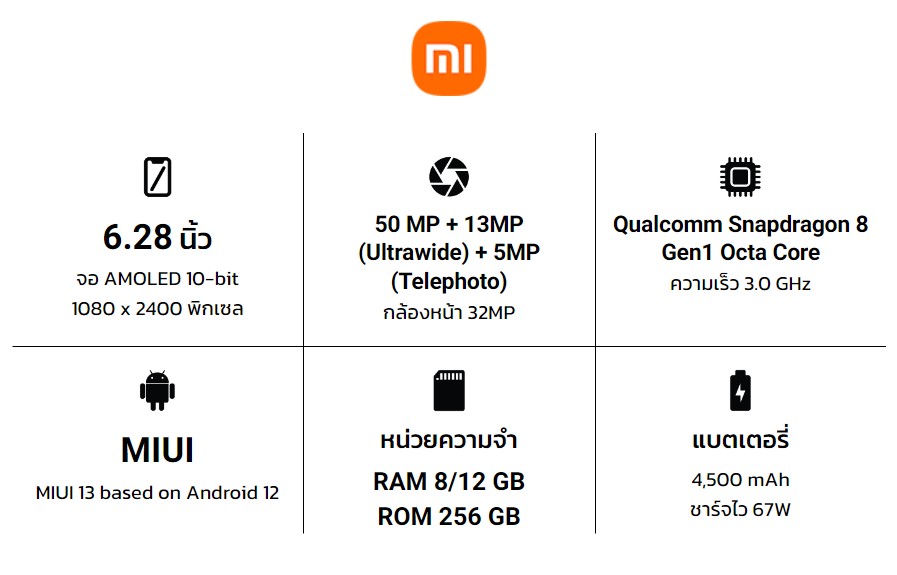 mi
6.28 นิ้ว
จอ AMOLED 10-bit
1080 x 2400 พิกเซล
50 MP + 13MP
(Ultrawide) + 5MP
(Telephoto)
กล้องหน้า 32MP
Qualcomm Snapdragon 8
Gen1 Octa Core
ความเร็ว 3.0 GHz
MIUI
MIUI 13 based on Android 12
หน่วยความจำ
RAM 8/12 GB
ROM 256 GB
แบตเตอรี่
4,500 mAh
ชาร์จไว 67W